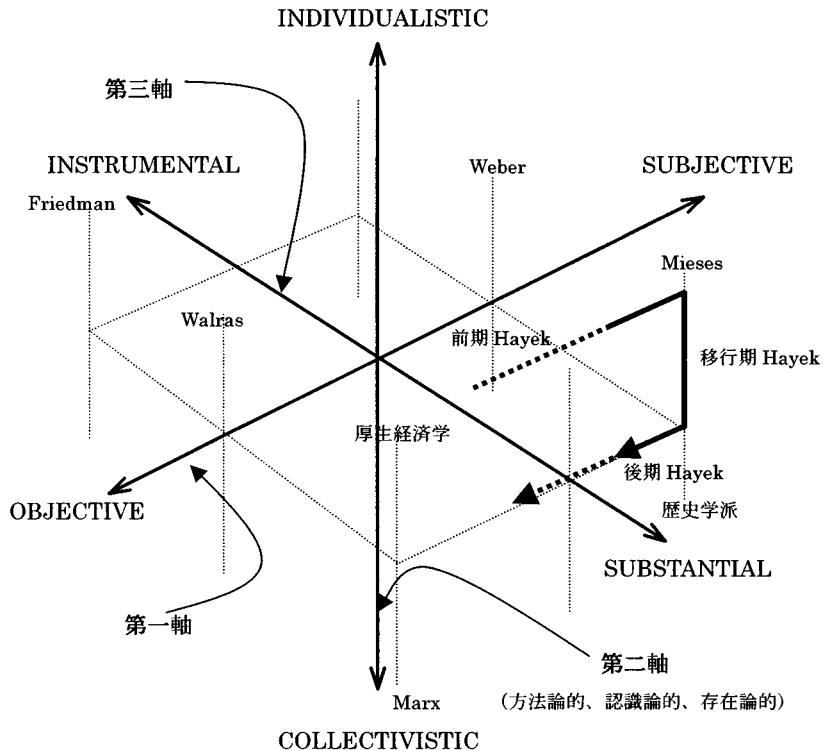 INDIVIDUALISTIC
第三軸
INSTRUMENTAL
Weber
SUBJECTIVE
Friedman
Mieses
Walras
前期 Hayek
移行期 Hayek
厚生経済学
後期 Hayek
OBJECTIVE
歴史学派
SUBSTANTIAL
第一軸
第二軸
Marx
(方法論的、認識論的、存在論的)
COLLECTIVISTIC